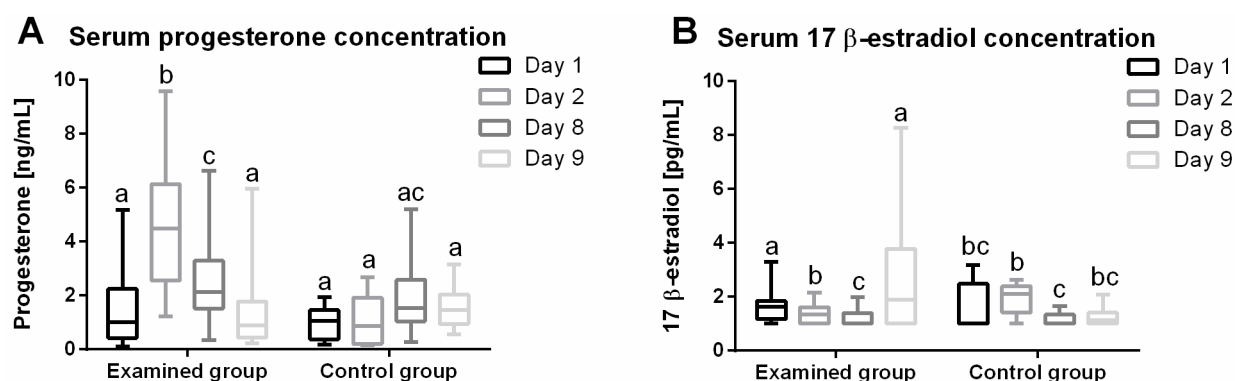 A Serum progesterone concentration
Day 1
Day 2
Day 8
Day 9
Progesterone [ng/mL]
10
8
6
4
2
0
a
b
c
a
a
a
ac
a
Examined group
Control group
B Serum 17 β-estradiol concentration
Day 1
Day 2
Day 8
Day 9
17 β-estradiol [pg/mL]
10
8
6
4
2
0
a
b
c
a
bc
b
c
bc
Examined group
Control group